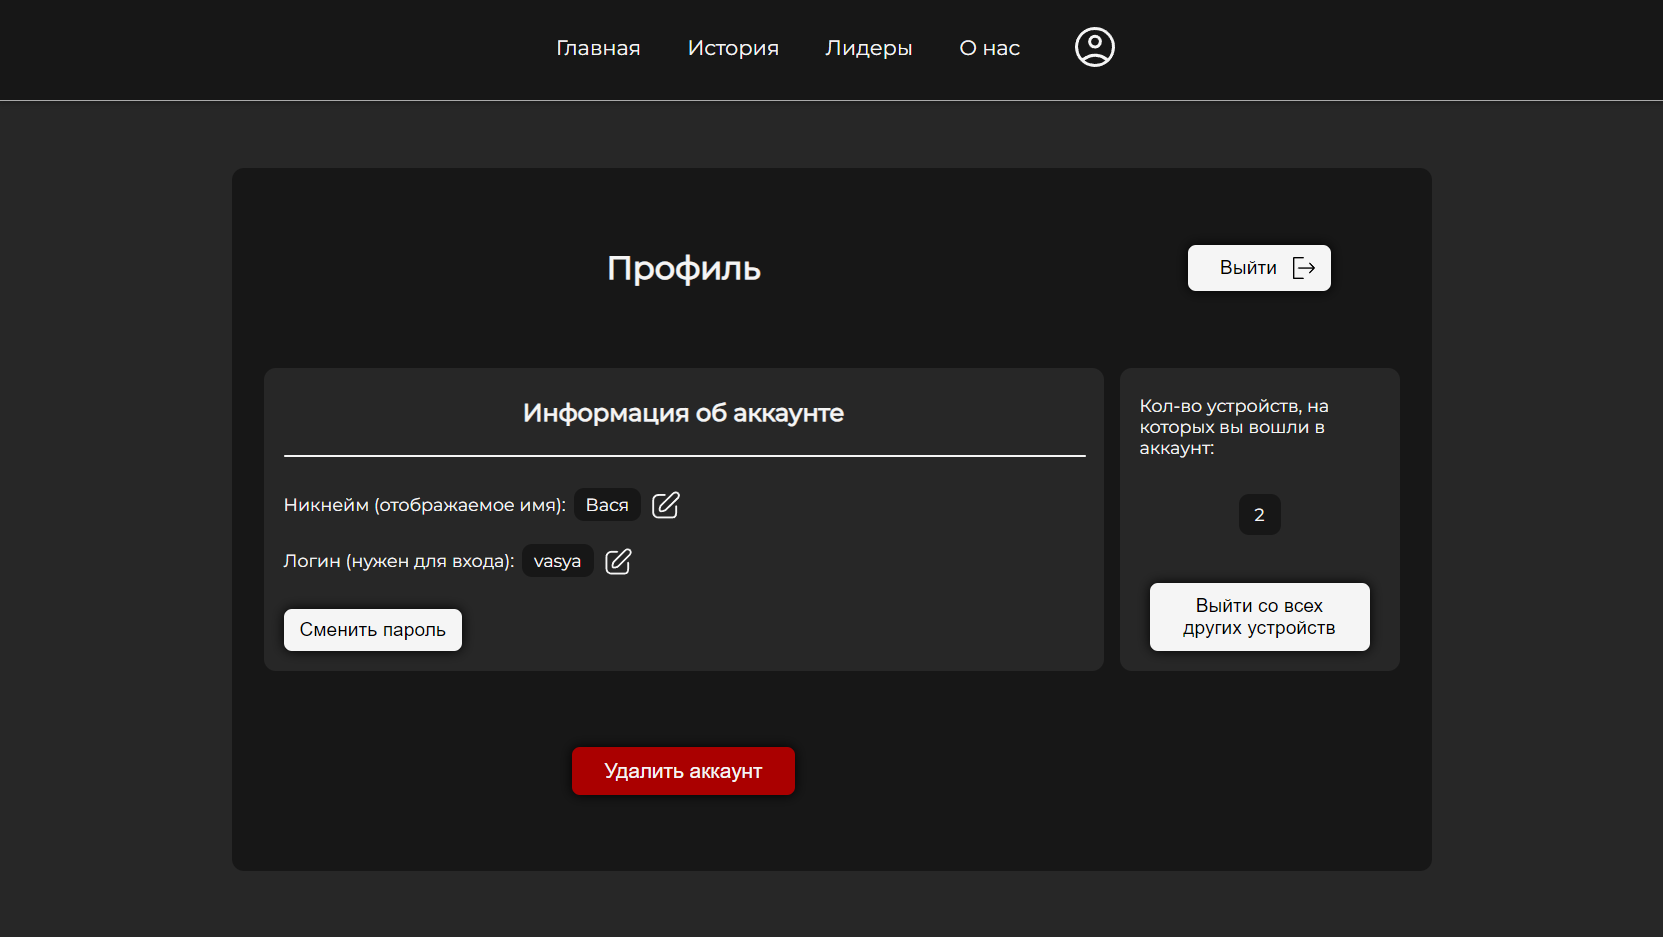 Главная История Лидеры О нас
Профиль
Выйти
Информация об аккаунте
Никнейм (отображаемое имя): Вася
Логин (нужен для входа): vasya
Сменить пароль
Кол-во устройств, на
которых вы вошли в
аккаунт:
2
Выйти со всех
других устройств
Удалить аккаунт